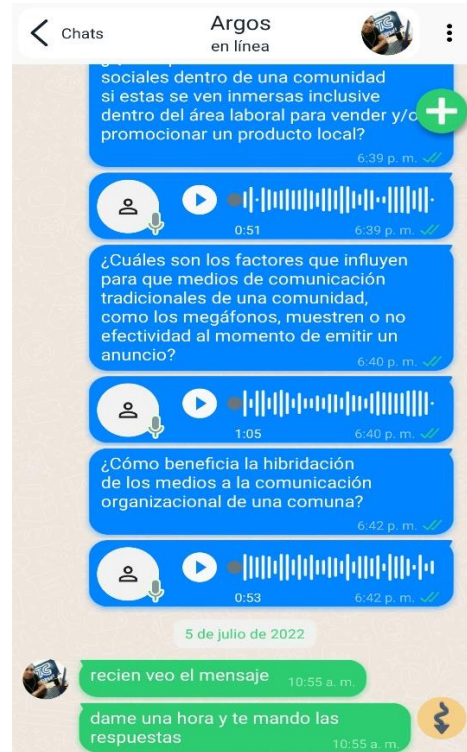 Chats
Argos
en línea
sociales dentro de una comunidad
si estas se ven inmersas inclusive
dentro del área laboral para vender y/o
promocionar un producto local?
6:39 p. m.
0:51
6:39 p. m.
¿Cuáles son los factores que influyen
para que medios de comunicación
tradicionales de una comunidad,
como los megáfonos, muestren o no
efectividad al momento de emitir un
anuncio?
6:40 p. m.
1:05
6:40 p. m.
¿Cómo beneficia la hibridación
de los medios a la comunicación
organizacional de una comuna?
6:42 p. m.
0:53
6:42 p. m.
5 de julio de 2022
recien veo el mensaje
10:55 a. m.
dame una hora y te mando las
respuestas
10:55 a. m.